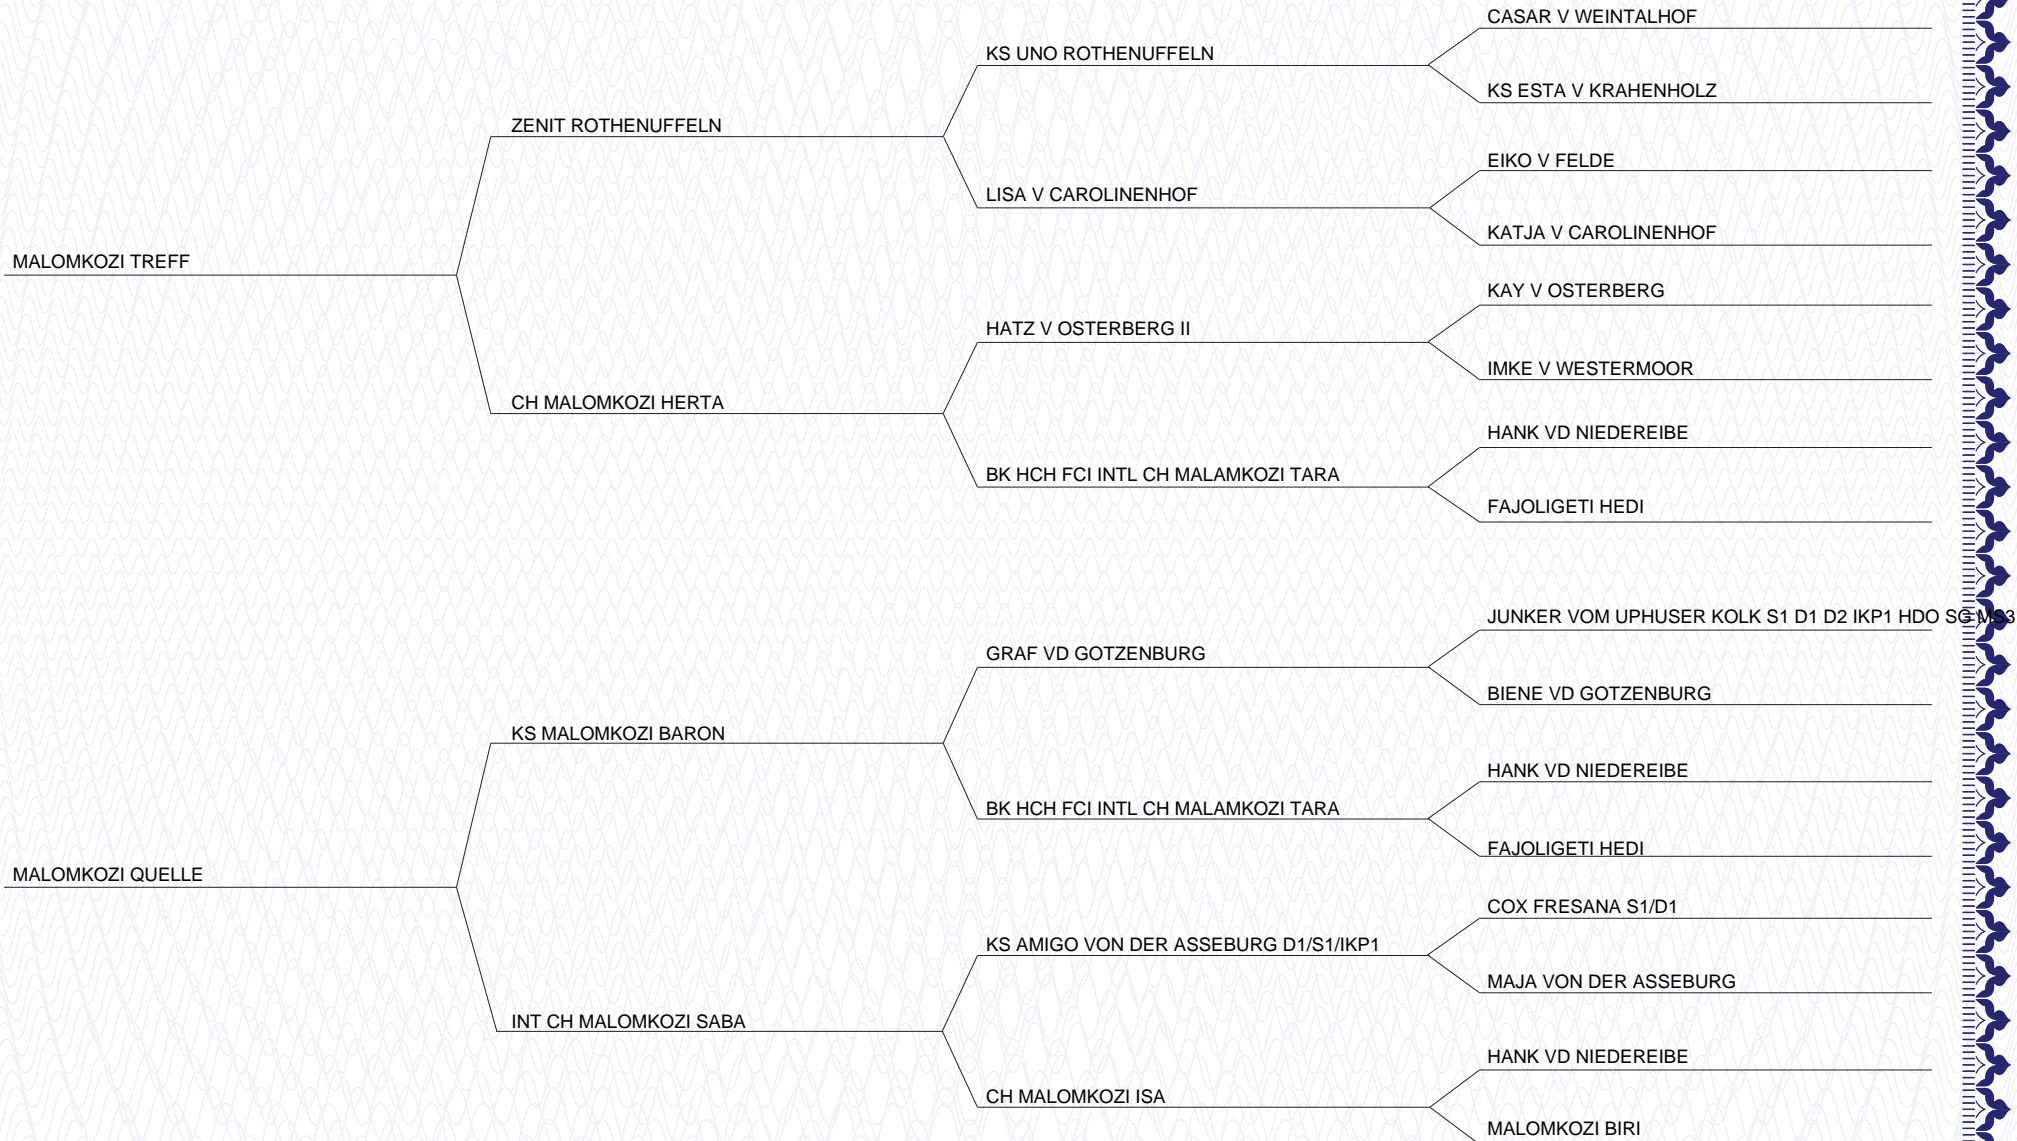 CASAR V WEINTALHOF
KS UNO ROTHENUFFELN
KS ESTA V KRAHENHOLZ
ZENIT ROTHENUFFELN
EIKO V FELDE
LISA V CAROLINENHOF
KATJA V CAROLINENHOF
MALOMKOZI TREFF
KAY V OSTERBERG
HATZ V OSTERBERG II
IMKE V WESTERMOOR
CH MALOMKOZI HERTA
HANK VD NIEDEREIBE
BK HCH FCI INTL CH MALAMKOZI TARA
FAJOLIGETI HEDI
JUNKER VOM UPHUSER KOLK S1 D1 D2 IKP1 HDO SG MS3
GRAF VD GOTZENBURG
BIENE VD GOTZENBURG
KS MALOMKOZI BARON
HANK VD NIEDEREIBE
BK HCH FCI INTL CH MALAMKOZI TARA
FAJOLIGETI HEDI
MALOMKOZI QUELLE
COX FRESANA S1/D1
KS AMIGO VON DER ASSEBURG D1/S1/IKP1
MAJA VON DER ASSEBURG
INT CH MALOMKOZI SABA
HANK VD NIEDEREIBE
CH MALOMKOZI ISA
MALOMKOZI BIRI